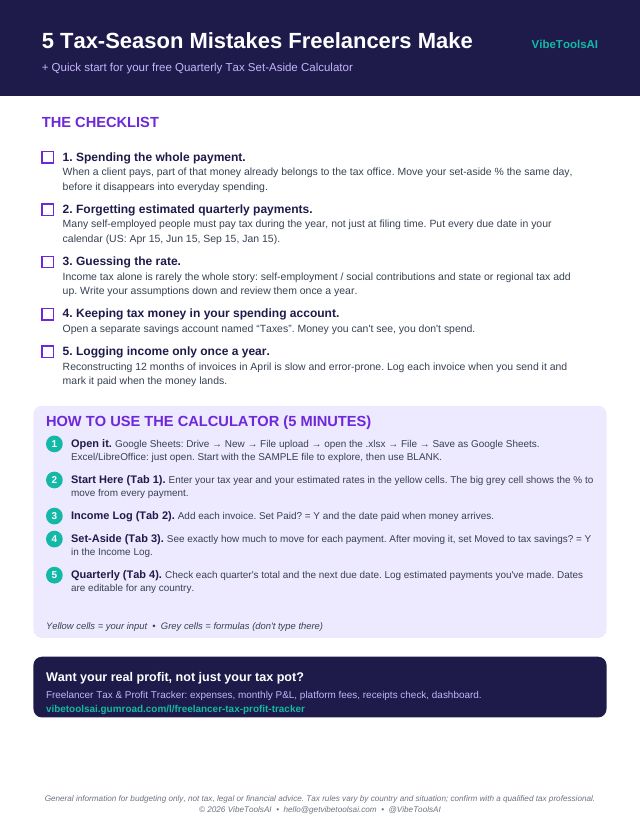 5 Tax-Season Mistakes Freelancers Make
VibeToolsAI
+ Quick start for your free Quarterly Tax Set-Aside Calculator
THE CHECKLIST
1. Spending the whole payment.
When a client pays, part of that money already belongs to the tax office. Move your set-aside % the same day,
before it disappears into everyday spending.
2. Forgetting estimated quarterly payments.
Many self-employed people must pay tax during the year, not just at filing time. Put every due date in your
calendar (US: Apr 15, Jun 15, Sep 15, Jan 15).
3. Guessing the rate.
Income tax alone is rarely the whole story: self-employment / social contributions and state or regional tax add
up. Write your assumptions down and review them once a year.
4. Keeping tax money in your spending account.
Open a separate savings account named “Taxes”. Money you can't see, you don't spend.
5. Logging income only once a year.
Reconstructing 12 months of invoices in April is slow and error-prone. Log each invoice when you send it and
mark it paid when the money lands.
HOW TO USE THE CALCULATOR (5 MINUTES)
1 Open it. Google Sheets: Drive → New → File upload → open the .xlsx → File → Save as Google Sheets.
Excel/LibreOffice: just open. Start with the SAMPLE file to explore, then use BLANK.
2 Start Here (Tab 1). Enter your tax year and your estimated rates in the yellow cells. The big grey cell shows the % to
move from every payment.
3 Income Log (Tab 2). Add each invoice. Set Paid? = Y and the date paid when money arrives.
4 Set-Aside (Tab 3). See exactly how much to move for each payment. After moving it, set Moved to tax savings? = Y
in the Income Log.
5 Quarterly (Tab 4). Check each quarter's total and the next due date. Log estimated payments you've made. Dates
are editable for any country.
Yellow cells = your input • Grey cells = formulas (don't type there)
Want your real profit, not just your tax pot?
Freelancer Tax & Profit Tracker: expenses, monthly P&L, platform fees, receipts check, dashboard.
vibetoolsai.gumroad.com/l/freelancer-tax-profit-tracker
General information for budgeting only, not tax, legal or financial advice. Tax rules vary by country and situation; confirm with a qualified tax professional.
© 2026 VibeToolsAI • hello@getvibetoolsai.com • @VibeToolsAI